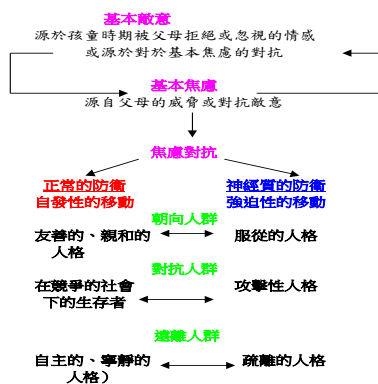 基本敵意
源於孩童時期被父母拒絕或忽視的情感
或源於對於基本焦慮的對抗
基本焦慮
源自父母的威脅或對抗敵意
焦慮對抗
正常的防衛
自發性的移動
神經質的防衛
強迫性的移動
朝向人群
友善的、親和的
人格
服從的人格
對抗人群
在競爭的社會
下的生存者
攻擊性人格
遠離人群
自主的、寧靜的
人格）
疏離的人格